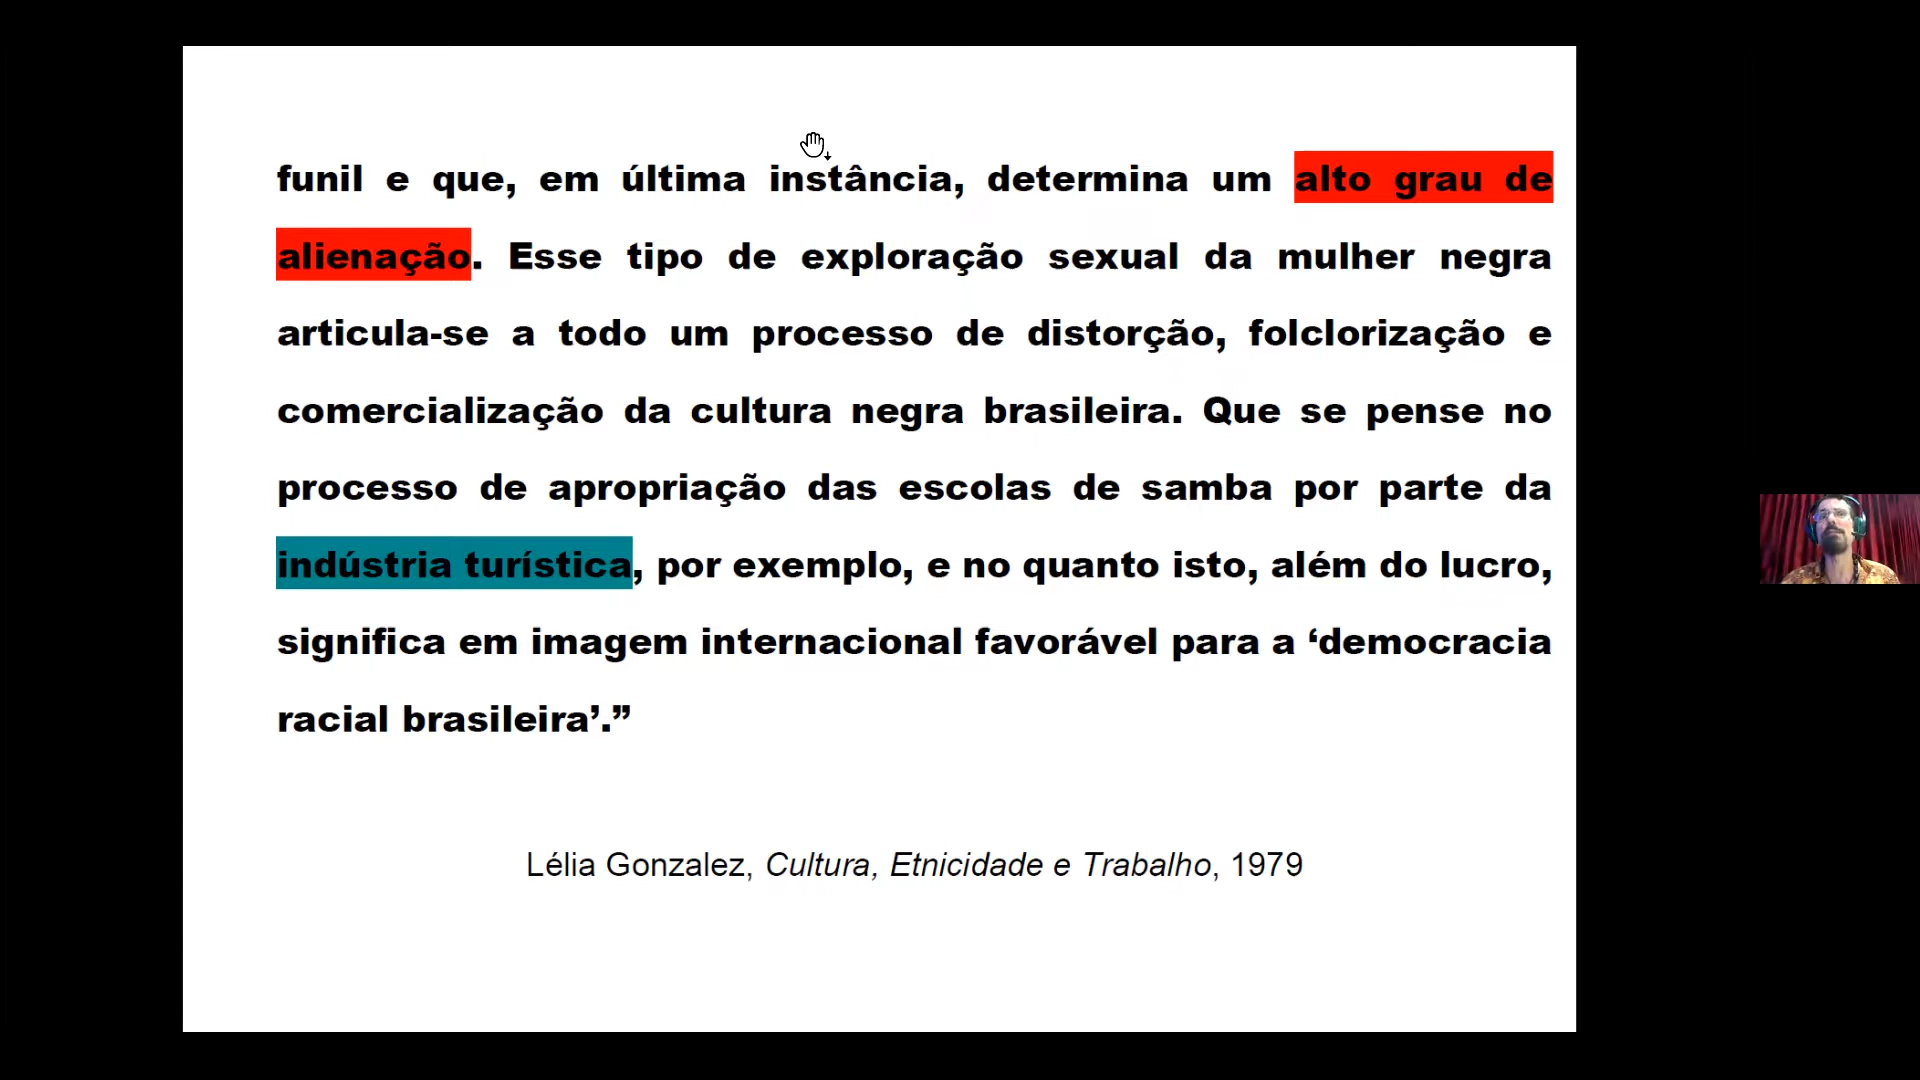 funil e que, em última instância, determina um alto grau de
alienação. Esse tipo de exploração sexual da mulher negra
articula-se a todo um processo de distorção, folclorização e
comercialização da cultura negra brasileira. Que se pense no
processo de apropriação das escolas de samba por parte da
indústria turística, por exemplo, e no quanto isto, além do lucro,
significa em imagem internacional favorável para a ‘democracia
racial brasileira’.”
Lélia Gonzalez, Cultura, Etnicidade e Trabalho, 1979